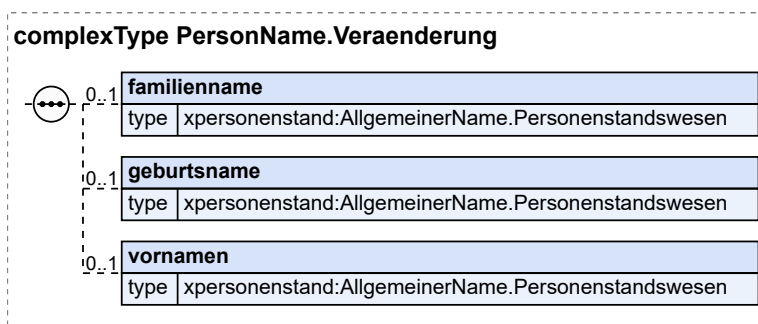 complexType PersonName.Veraenderung
0..1 familienname
type xpersonenstand:AllgemeinerName.Personenstandswesen
0..1 geburtsname
type xpersonenstand:AllgemeinerName.Personenstandswesen
0..1 vornamen
type xpersonenstand:AllgemeinerName.Personenstandswesen